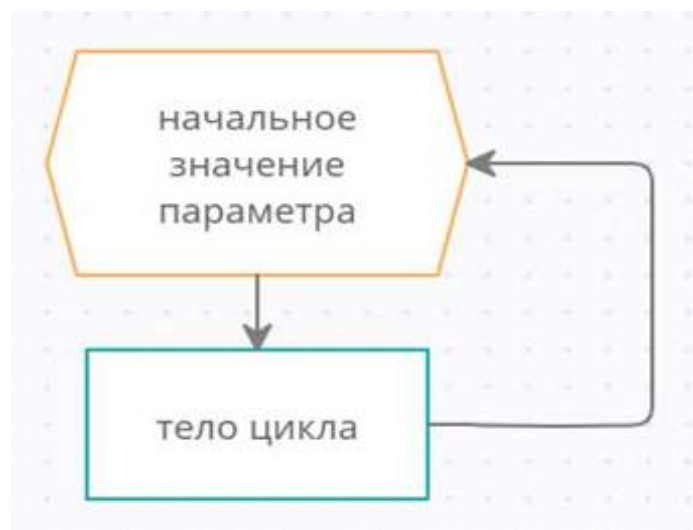 начальное
значение
параметра
тело цикла